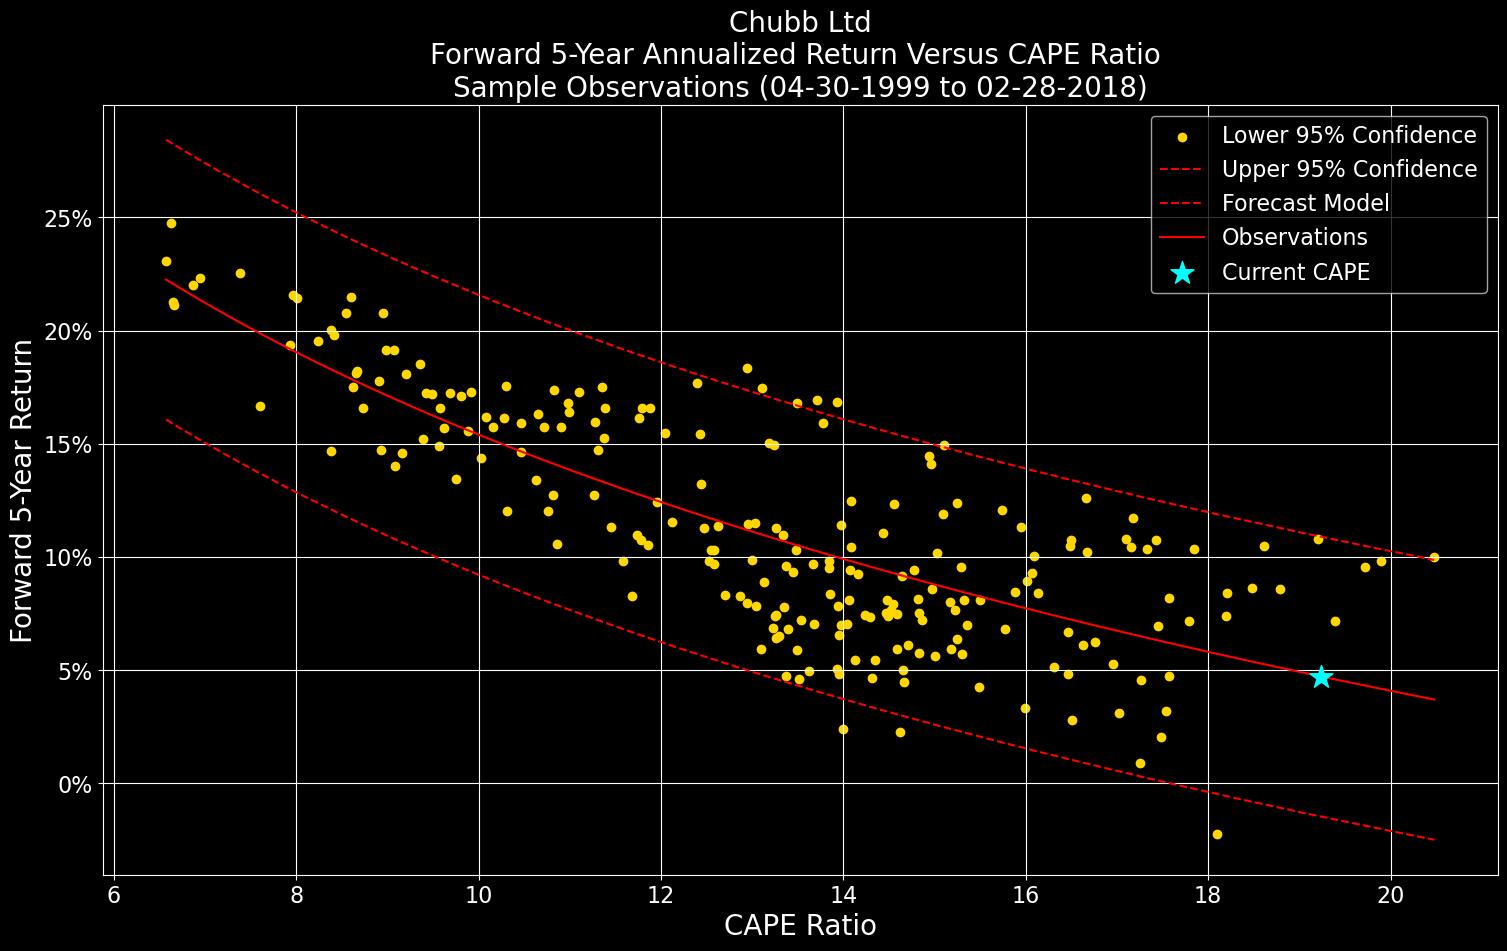 Chubb Ltd
Forward 5-Year Annualized Return Versus CAPE Ratio
Sample Observations (04-30-1999 to 02-28-2018)
Lower 95% Confidence
Upper 95% Confidence
Forecast Model
Observations
Current CAPE
Forward 5-Year Return
25%
20%
15%
10%
5%
0%
6 8 10 12 14 16 18 20
CAPE Ratio